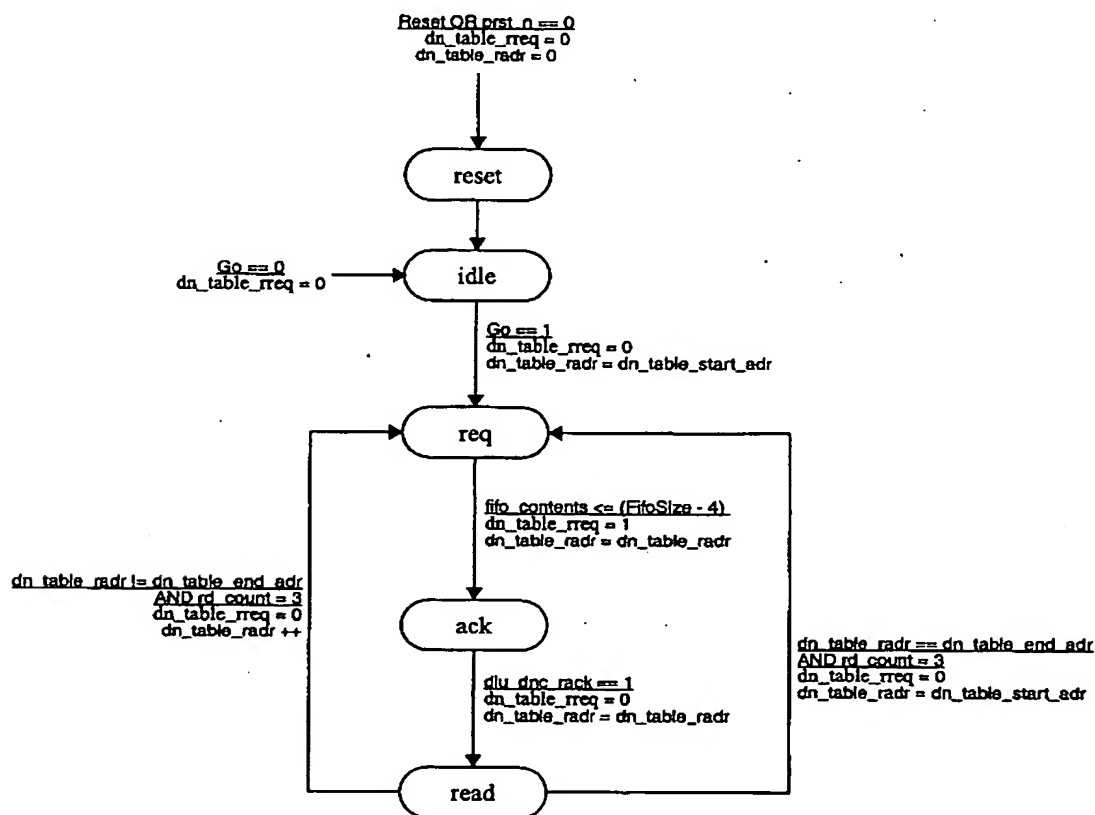 Reset OR prst_n == 0
dn_table_rreq = 0
dn_table_radr = 0
reset
Go == 0
dn_table_rreq = 0
idle
Go == 1
dn_table_rreq = 0
dn_table_radr = dn_table_start_adr
req
fifo_contents <= (FifoSize - 4)
dn_table_rreq = 1
dn_table_radr = dn_table_radr
dn_table_radr != dn_table_end_adr
AND rd_count = 3
dn_table_rreq = 0
dn_table_radr ++
ack
dn_table_radr == dn_table_end_adr
AND rd_count = 3
dn_table_rreq = 0
dn_table_radr = dn_table_start_adr
diu_dnc_rack == 1
dn_table_rreq = 0
dn_table_radr = dn_table_radr
read